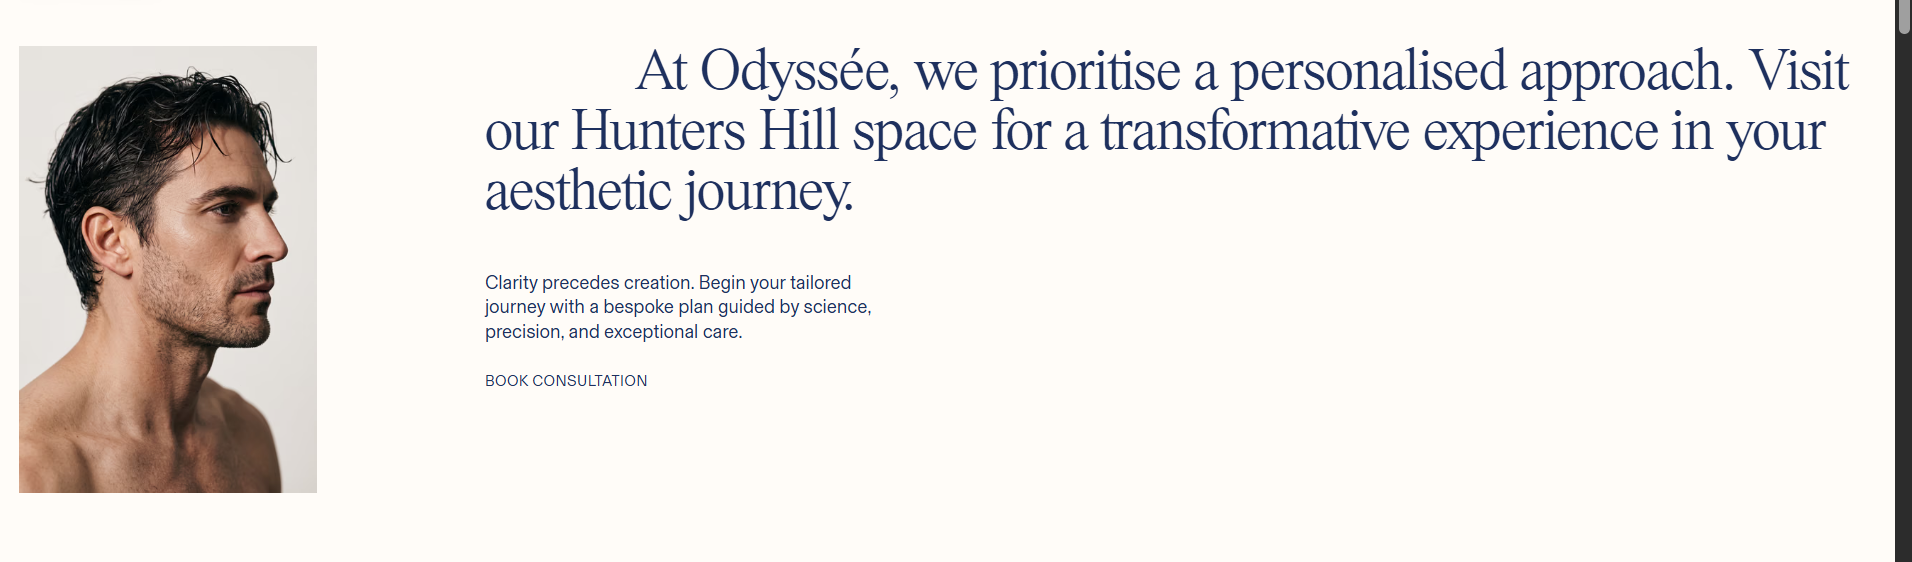 At Odyssée, we prioritise a personalised approach. Visit
our Hunters Hill space for a transformative experience in your
aesthetic journey.
Clarity precedes creation. Begin your tailored
journey with a bespoke plan guided by science,
precision, and exceptional care.
BOOK CONSULTATION